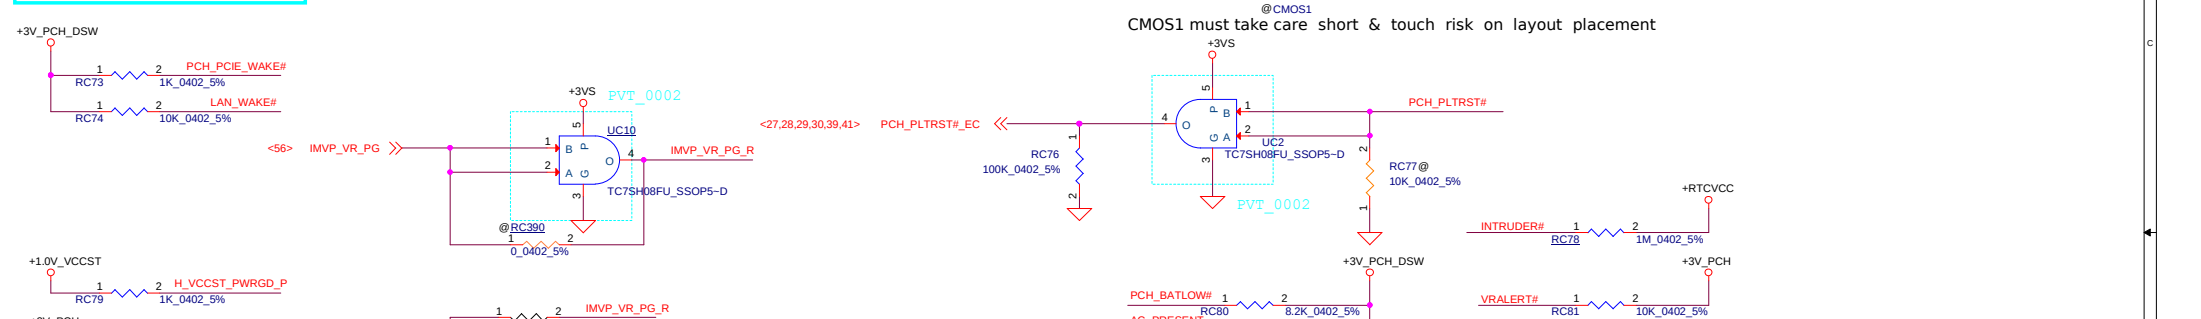 @CMOS1
CMOS1 must take care short & touch risk on layout placement
+3V_PCH_DSW
1 2 PCH_PCIE_WAKE#
RC73 1K_0402_5%
1 2 LAN_WAKE#
RC74 10K_0402_5%
+3VS
PVT_0002
5
UC10
<56> IMVP_VR_PG
1 B P
O 4 IMVP_VR_PG_R
2 A G
3
TC7SH08FU_SSOP5~D
@RC390
1 2
0_0402_5%
+3VS
5
<27,28,29,30,39,41> PCH_PLTRST#_EC
4 O P B 1
PCH_PLTRST#
G A 2
UC2
TC7SH08FU_SSOP5~D
3
PVT_0002
1
RC76
100K_0402_5%
2
2
RC77@
10K_0402_5%
1
+RTCVCC
INTRUDER# 1 2
RC78 1M_0402_5%
C
+1.0V_VCCST
1 2 H_VCCST_PWRGD_P
RC79 1K_0402_5%
1 2 IMVP_VR_PG_R
+3V_PCH_DSW
PCH_BATLOW# 1 2
RC80 8.2K_0402_5%
+3V_PCH
VRALERT# 1 2
RC81 10K_0402_5%